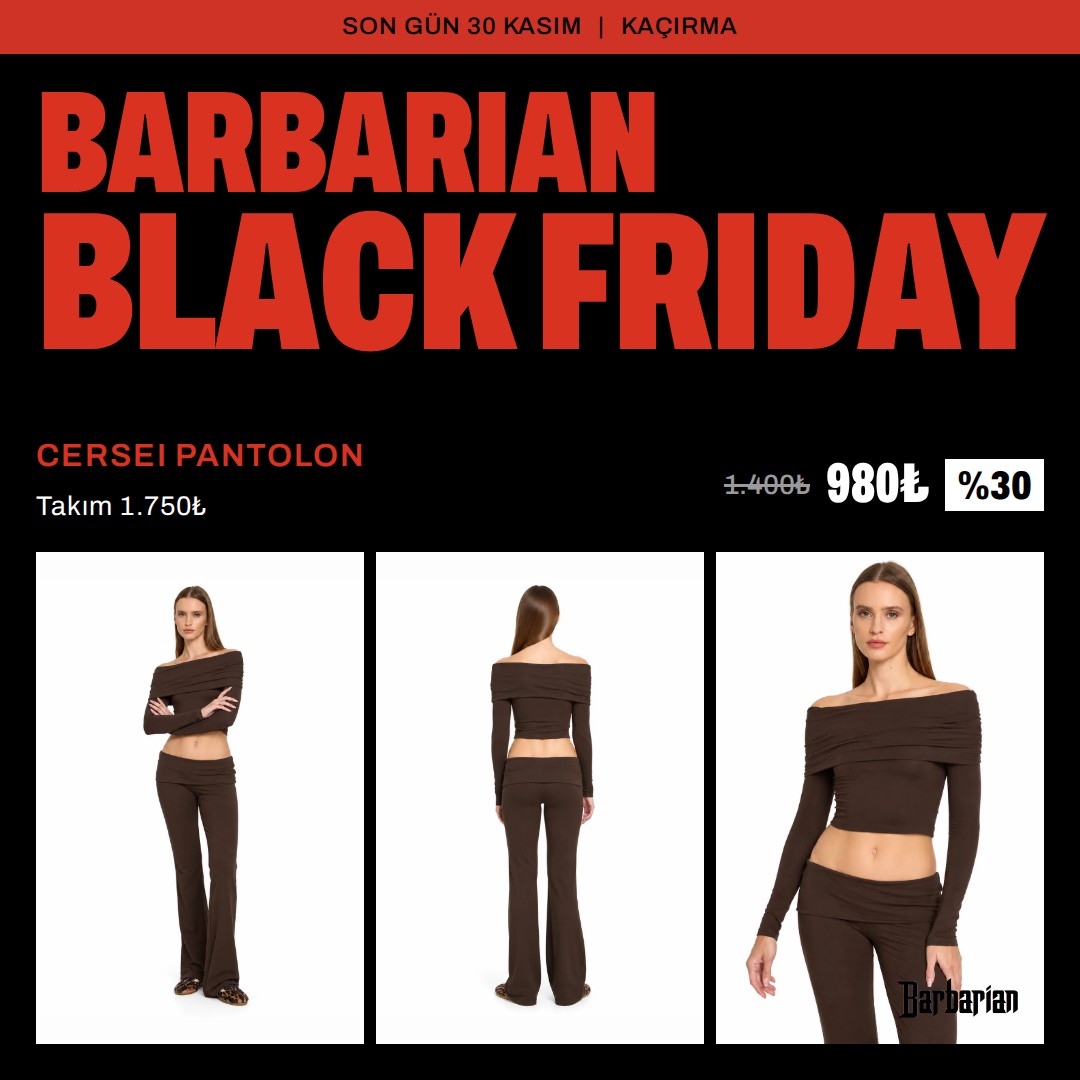 SON GÜN 30 KASIM | KAÇIRMA
BARBARIAN
BLACK FRIDAY
CERSEI PANTOLON
Takım 1.750₺
1.400₺ 980₺ %30
Barbarian